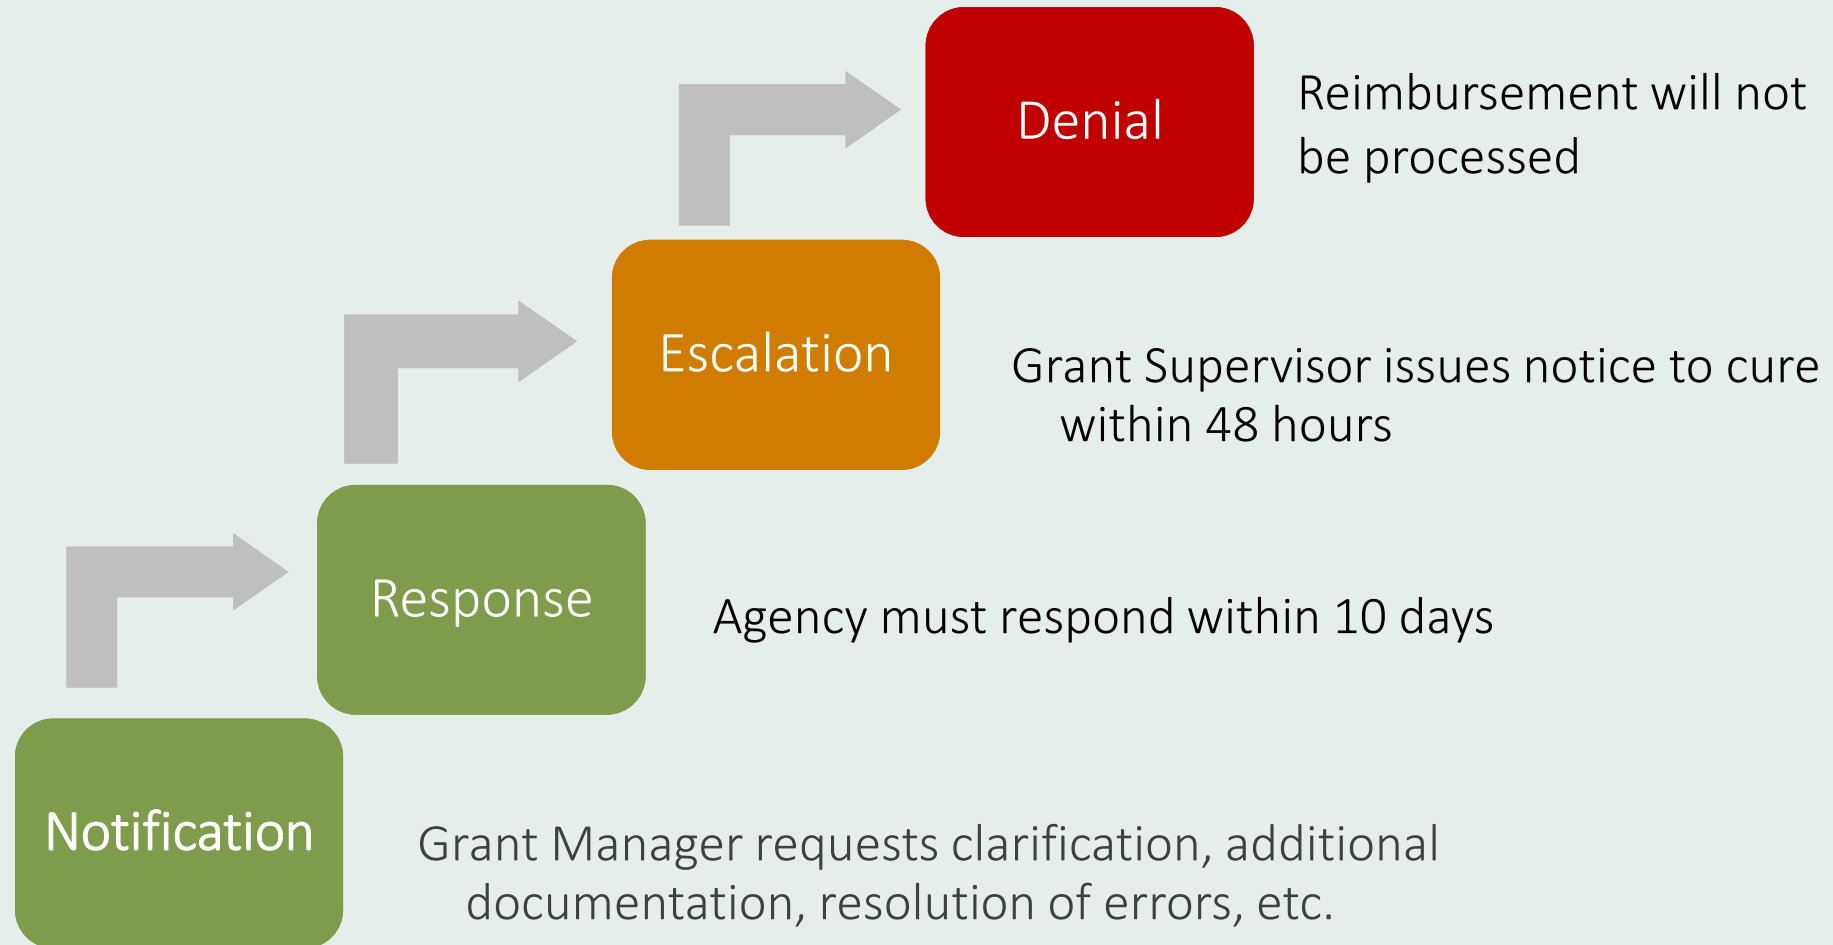 Denial
Reimbursement will not
be processed
Escalation
Grant Supervisor issues notice to cure
within 48 hours
Response
Agency must respond within 10 days
Notification
Grant Manager requests clarification, additional
documentation, resolution of errors, etc.